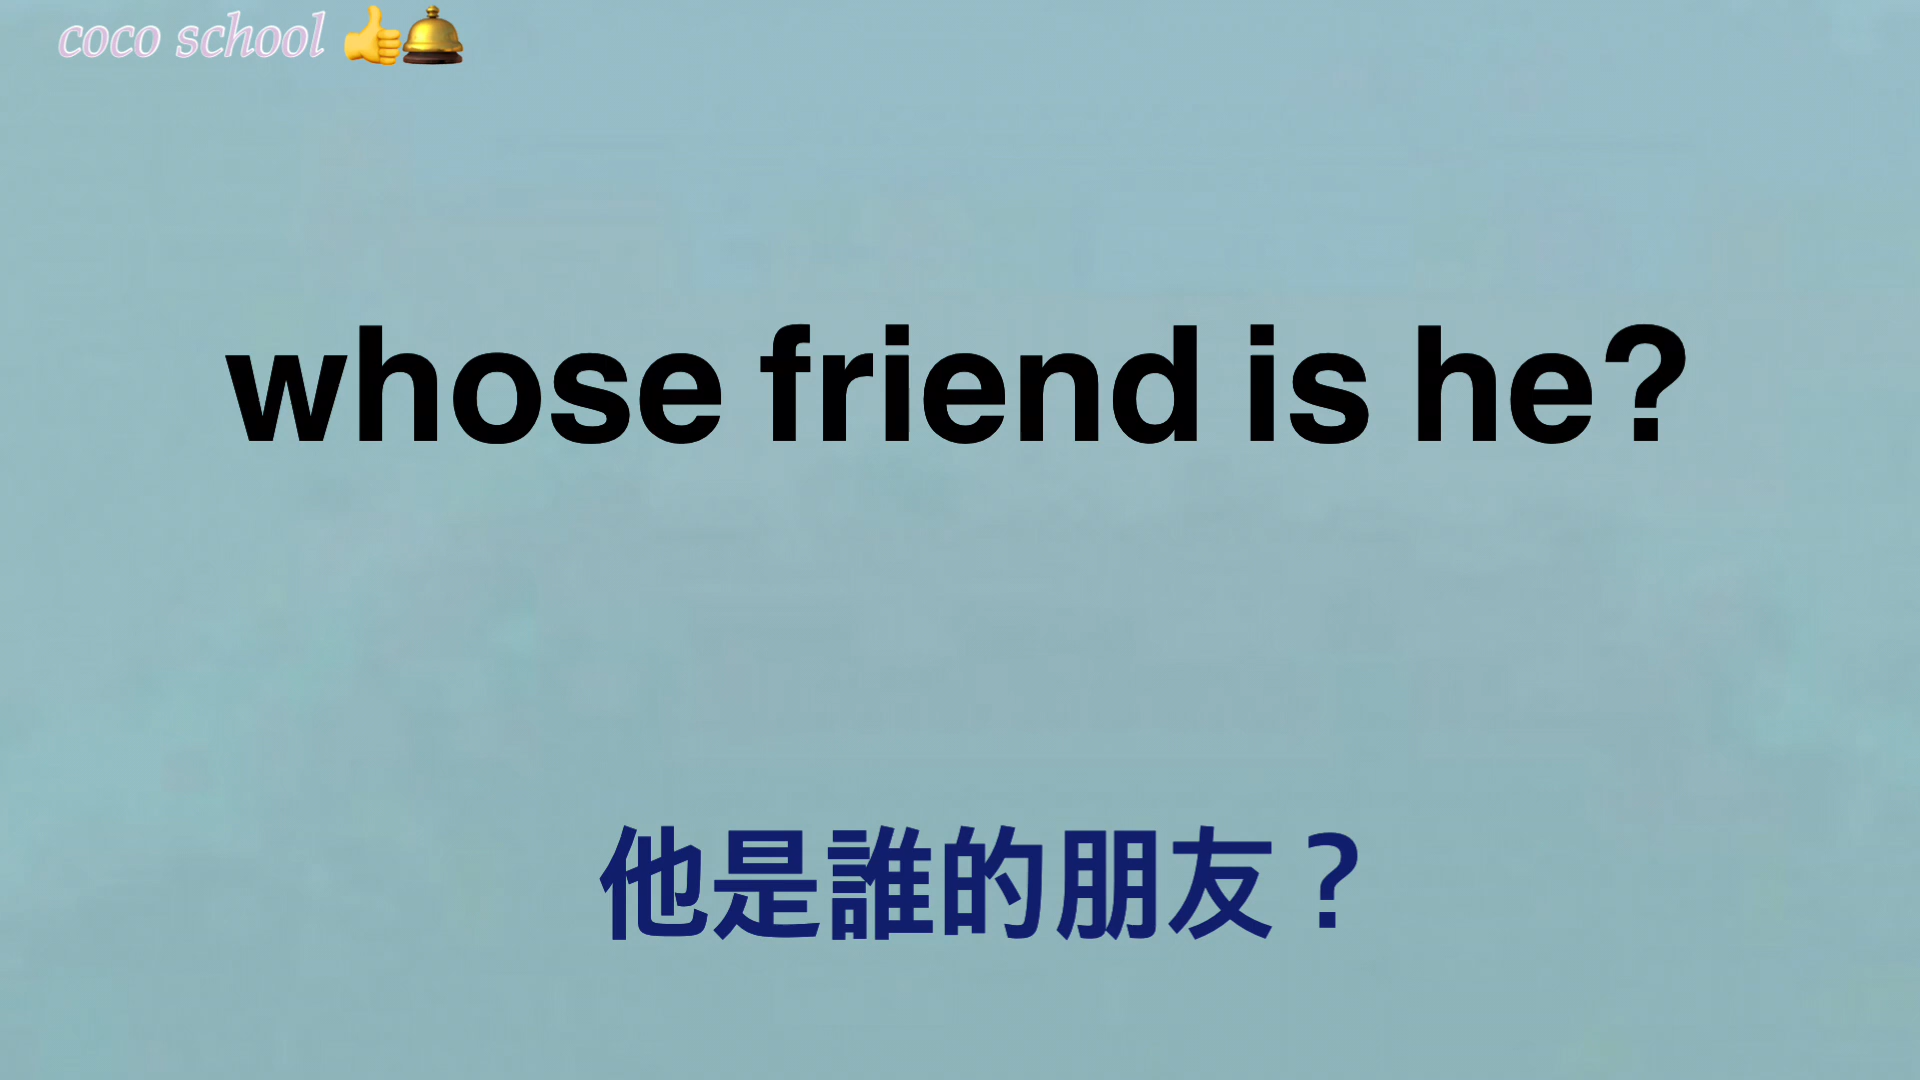 coco school 👍🛎️
whose friend is he?
他是誰的朋友？